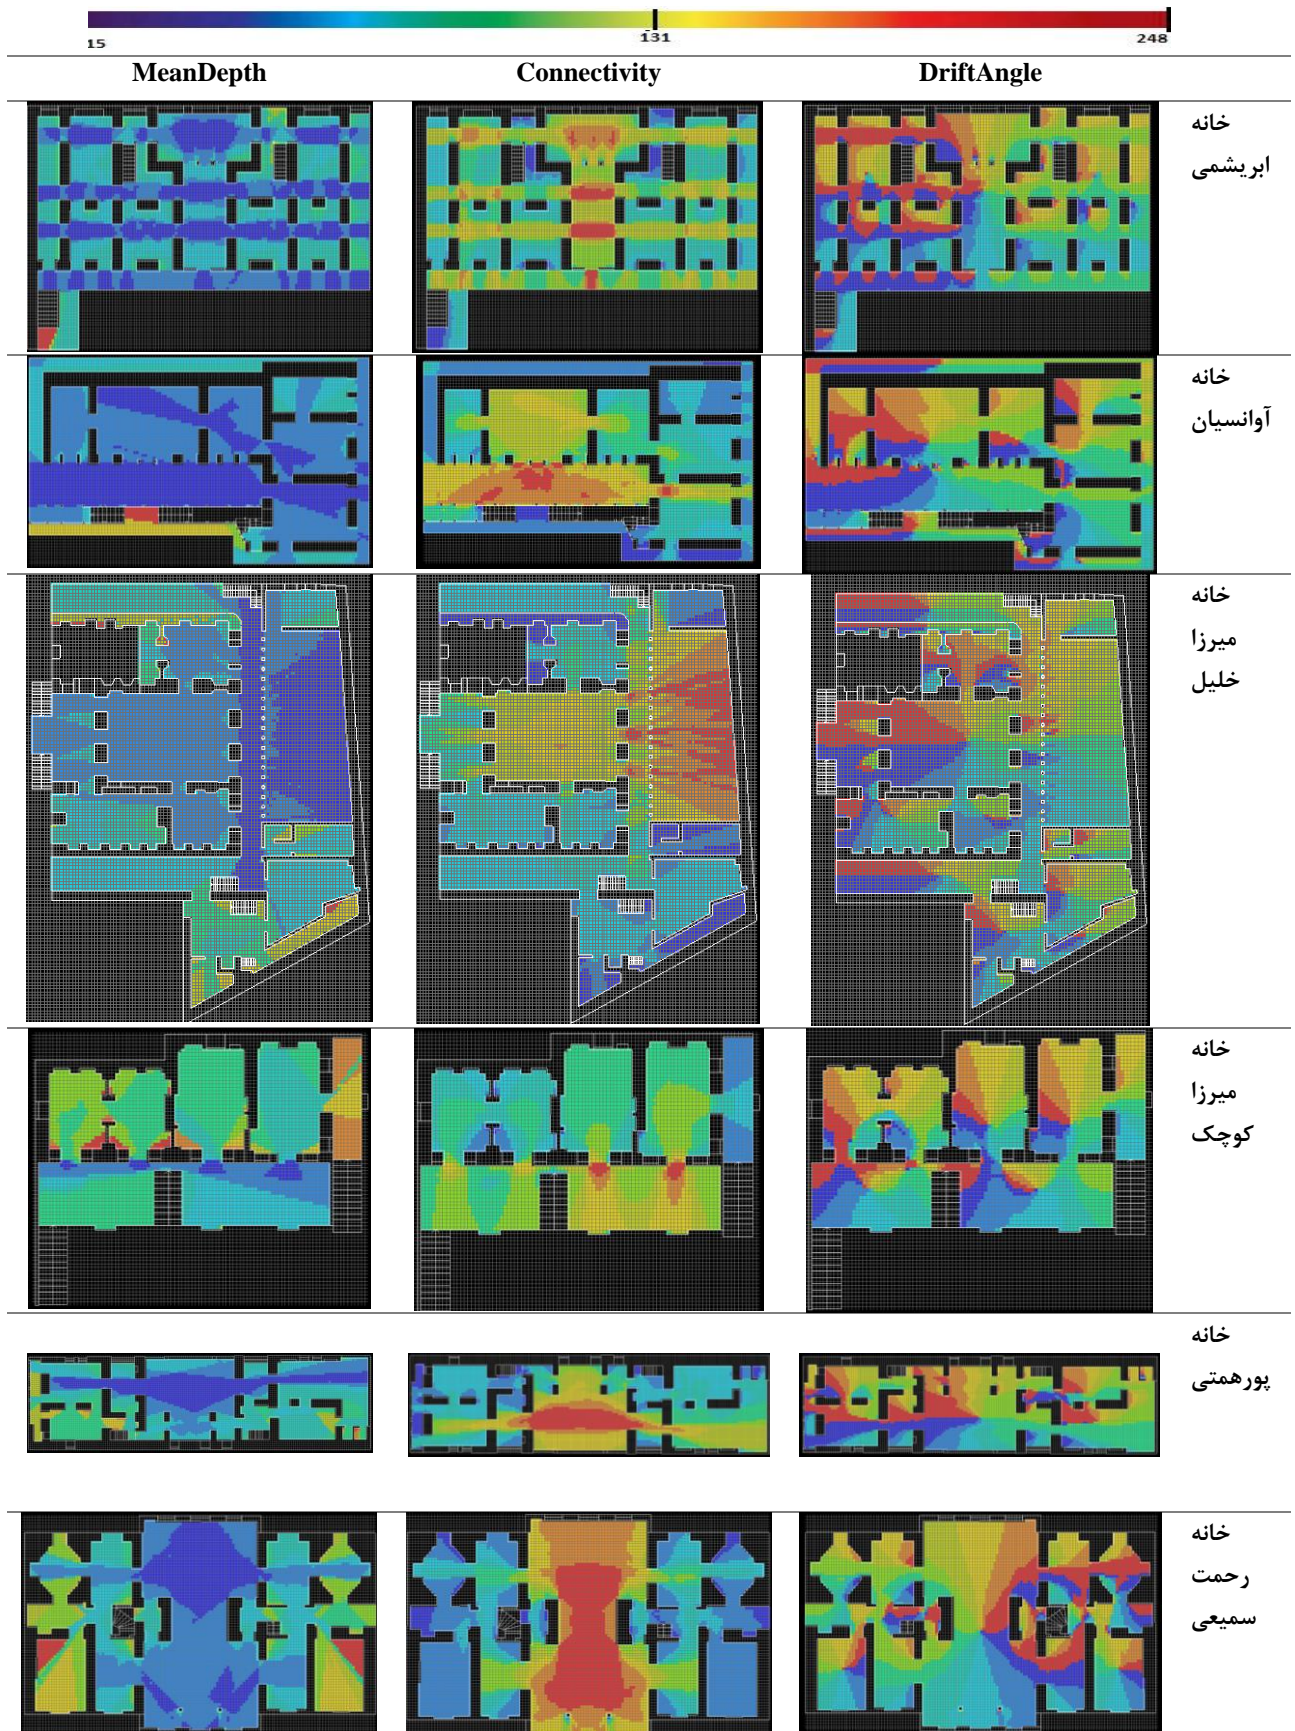 15 131 248
MeanDepth Connectivity DriftAngle
خانه
ابریشمی
خانه
آوانسیان
خانه
میرزا
خلیل
خانه
میرزا
کوچک
خانه
پورهمتی
خانه
رحمت
سمیعی